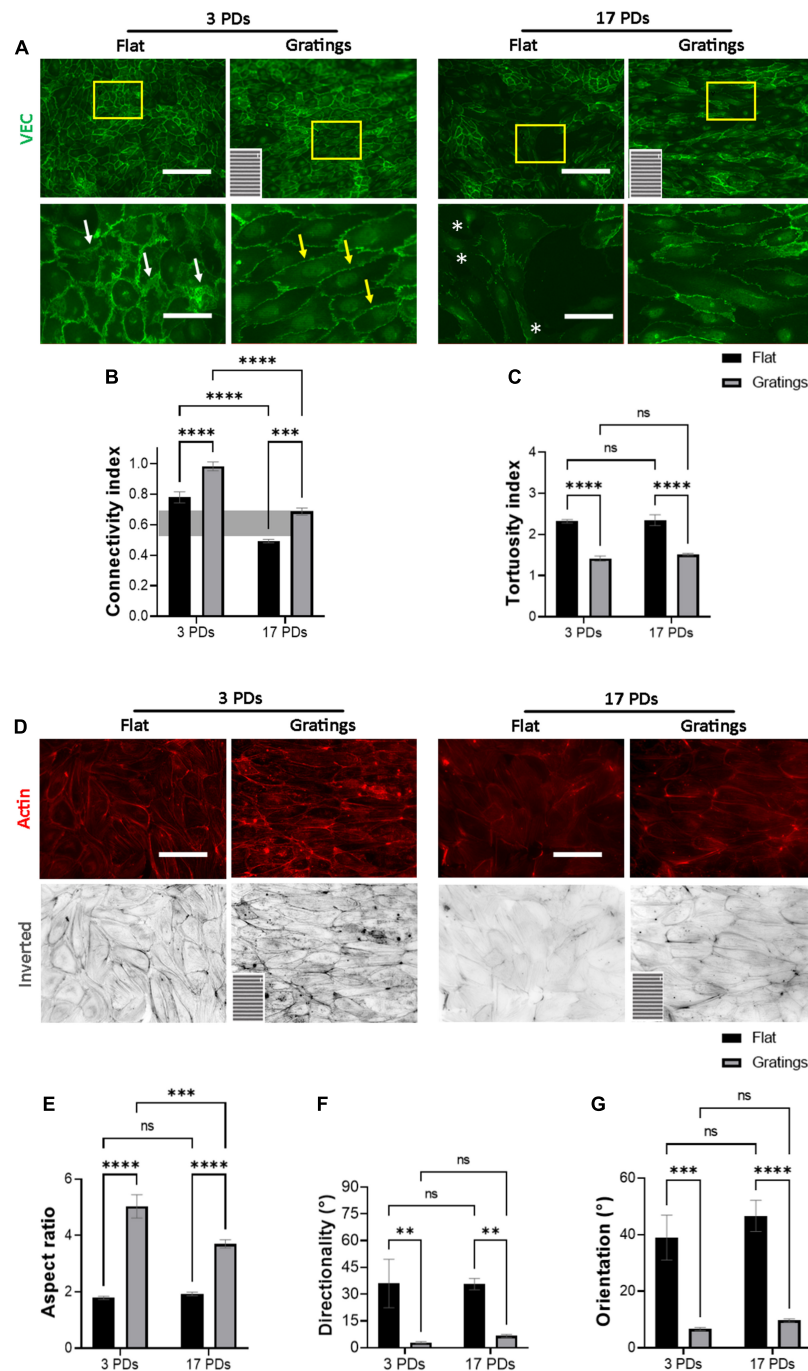 3 PDs 17 PDs
A Flat Gratings Flat Gratings
VEC
*
*
*
Flat
Gratings
B
****
****
**** ***
Connectivity index
1.0
0.8
0.6
0.4
0.2
0.0
3 PDs 17 PDs
C
ns
ns
**** ****
Tortuosity index
4
3
2
1
0
3 PDs 17 PDs
3 PDs 17 PDs
D Flat Gratings Flat Gratings
Actin
Inverted
Flat
Gratings
E
***
ns
**** ****
Aspect ratio
6
4
2
0
3 PDs 17 PDs
F
ns
ns
** **
Directionality (°)
90
75
60
45
30
15
0
3 PDs 17 PDs
G
ns
ns
*** ****
Orientation (°)
60
40
20
0
3 PDs 17 PDs